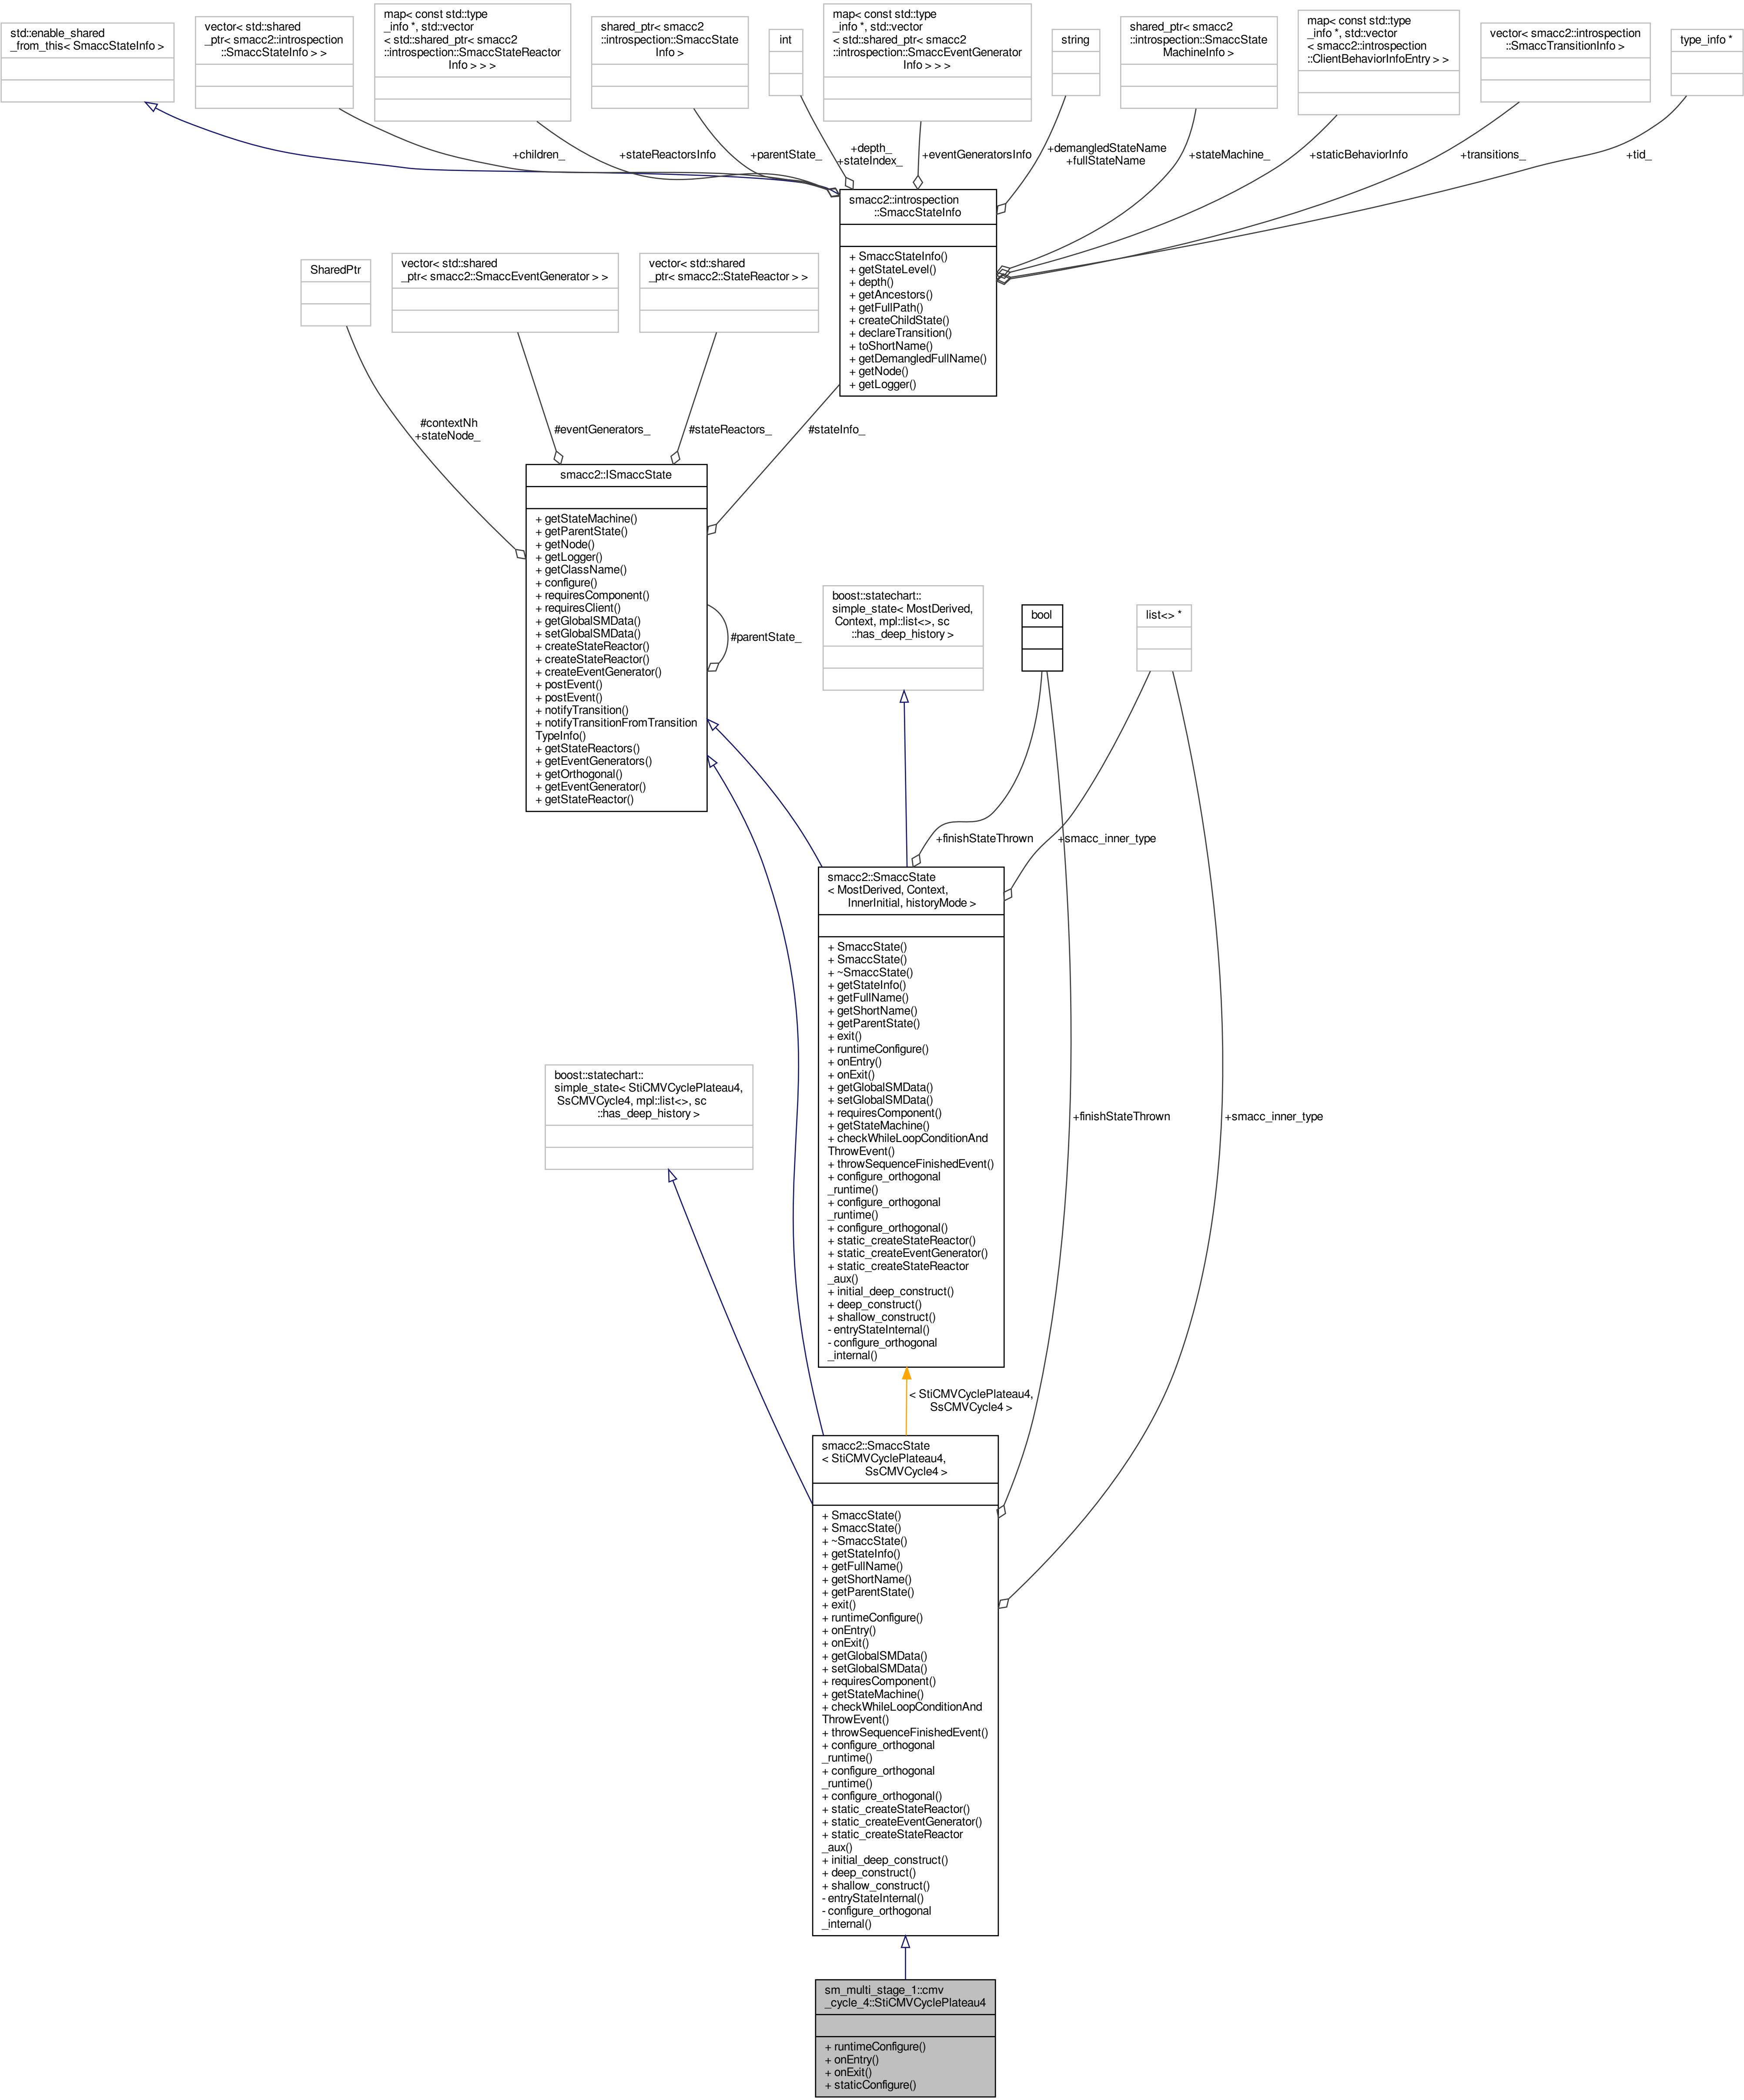 std::enable_shared
_from_this< SmaccStateInfo >
vector< std::shared
_ptr< smacc2::introspection
::SmaccStateInfo > >
map< const std::type
_info *, std::vector
< std::shared_ptr< smacc2
::introspection::SmaccStateReactor
Info > > >
shared_ptr< smacc2
::introspection::SmaccState
Info >
int
map< const std::type
_info *, std::vector
< std::shared_ptr< smacc2
::introspection::SmaccEventGenerator
Info > > >
string
shared_ptr< smacc2
::introspection::SmaccState
MachineInfo >
map< const std::type
_info *, std::vector
< smacc2::introspection
::ClientBehaviorInfoEntry > >
vector< smacc2::introspection
::SmaccTransitionInfo >
type_info *
+children_
+stateReactorsInfo
+parentState_
+depth_
+stateIndex_
+eventGeneratorsInfo
+demangledStateName
+fullStateName
+stateMachine_
+staticBehaviorInfo
+transitions_
+tid_
smacc2::introspection
::SmaccStateInfo
+ SmaccStateInfo()
+ getStateLevel()
+ depth()
+ getAncestors()
+ getFullPath()
+ createChildState()
+ declareTransition()
+ toShortName()
+ getDemangledFullName()
+ getNode()
+ getLogger()
SharedPtr
vector< std::shared
_ptr< smacc2::SmaccEventGenerator > >
vector< std::shared
_ptr< smacc2::StateReactor > >
#contextNh
+stateNode_
#eventGenerators_
#stateReactors_
#stateInfo_
smacc2::ISmaccState
+ getStateMachine()
+ getParentState()
+ getNode()
+ getLogger()
+ getClassName()
+ configure()
+ requiresComponent()
+ requiresClient()
+ getGlobalSMData()
+ setGlobalSMData()
+ createStateReactor()
+ createStateReactor()
+ createEventGenerator()
+ postEvent()
+ postEvent()
+ notifyTransition()
+ notifyTransitionFromTransition
TypeInfo()
+ getStateReactors()
+ getEventGenerators()
+ getOrthogonal()
+ getEventGenerator()
+ getStateReactor()
#parentState_
boost::statechart::
simple_state< MostDerived,
Context, mpl::list<>, sc
::has_deep_history >
bool
list<> *
+finishStateThrown
+smacc_inner_type
smacc2::SmaccState
< MostDerived, Context,
InnerInitial, historyMode >
+ SmaccState()
+ SmaccState()
+ ~SmaccState()
+ getStateInfo()
+ getFullName()
+ getShortName()
+ getParentState()
+ exit()
+ runtimeConfigure()
+ onEntry()
+ onExit()
+ getGlobalSMData()
+ setGlobalSMData()
+ requiresComponent()
+ getStateMachine()
+ checkWhileLoopConditionAnd
ThrowEvent()
+ throwSequenceFinishedEvent()
+ configure_orthogonal
_runtime()
+ configure_orthogonal
_runtime()
+ configure_orthogonal()
+ static_createStateReactor()
+ static_createEventGenerator()
+ static_createStateReactor
_aux()
+ initial_deep_construct()
+ deep_construct()
+ shallow_construct()
- entryStateInternal()
- configure_orthogonal
_internal()
boost::statechart::
simple_state< StiCMVCyclePlateau4,
SsCMVCycle4, mpl::list<>, sc
::has_deep_history >
+finishStateThrown
+smacc_inner_type
< StiCMVCyclePlateau4,
SsCMVCycle4 >
smacc2::SmaccState
< StiCMVCyclePlateau4,
SsCMVCycle4 >
+ SmaccState()
+ SmaccState()
+ ~SmaccState()
+ getStateInfo()
+ getFullName()
+ getShortName()
+ getParentState()
+ exit()
+ runtimeConfigure()
+ onEntry()
+ onExit()
+ getGlobalSMData()
+ setGlobalSMData()
+ requiresComponent()
+ getStateMachine()
+ checkWhileLoopConditionAnd
ThrowEvent()
+ throwSequenceFinishedEvent()
+ configure_orthogonal
_runtime()
+ configure_orthogonal
_runtime()
+ configure_orthogonal()
+ static_createStateReactor()
+ static_createEventGenerator()
+ static_createStateReactor
_aux()
+ initial_deep_construct()
+ deep_construct()
+ shallow_construct()
- entryStateInternal()
- configure_orthogonal
_internal()
sm_multi_stage_1::cmv
_cycle_4::StiCMVCyclePlateau4
+ runtimeConfigure()
+ onEntry()
+ onExit()
+ staticConfigure()